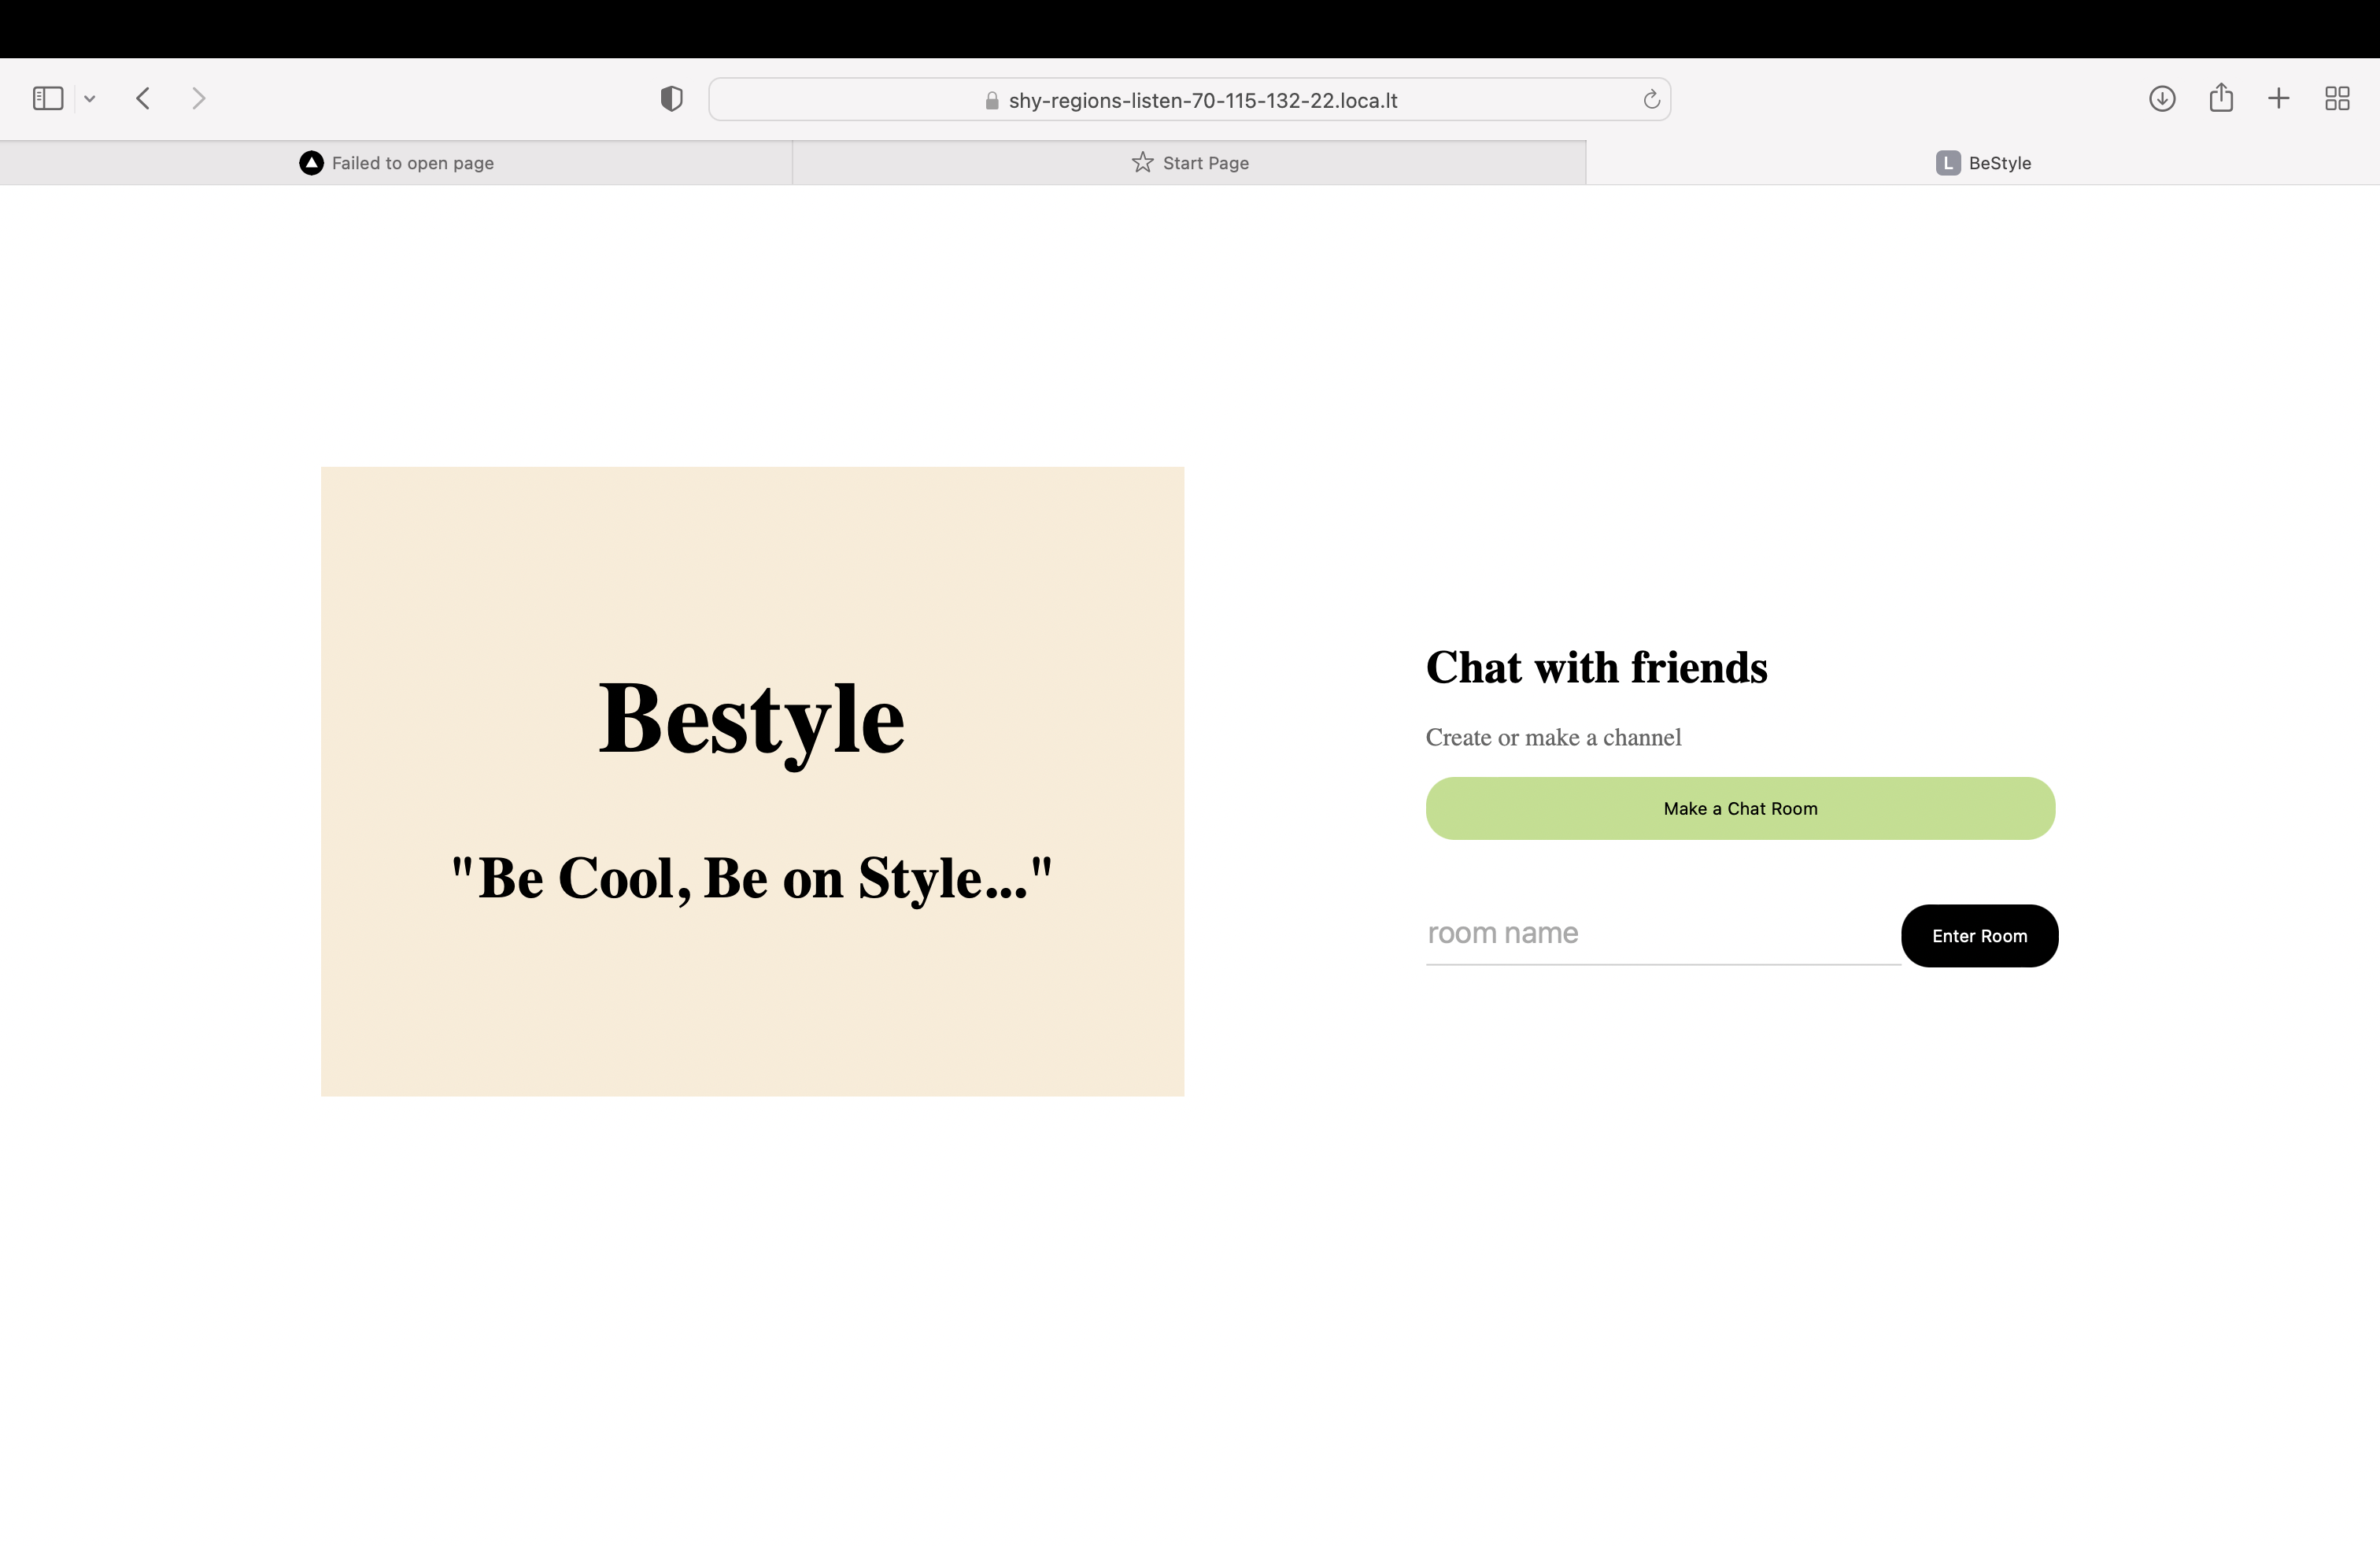 shy-regions-listen-70-115-132-22.loca.lt
Failed to open page
Start Page
L BeStyle
Bestyle
"Be Cool, Be on Style..."
Chat with friends
Create or make a channel
Make a Chat Room
room name
Enter Room